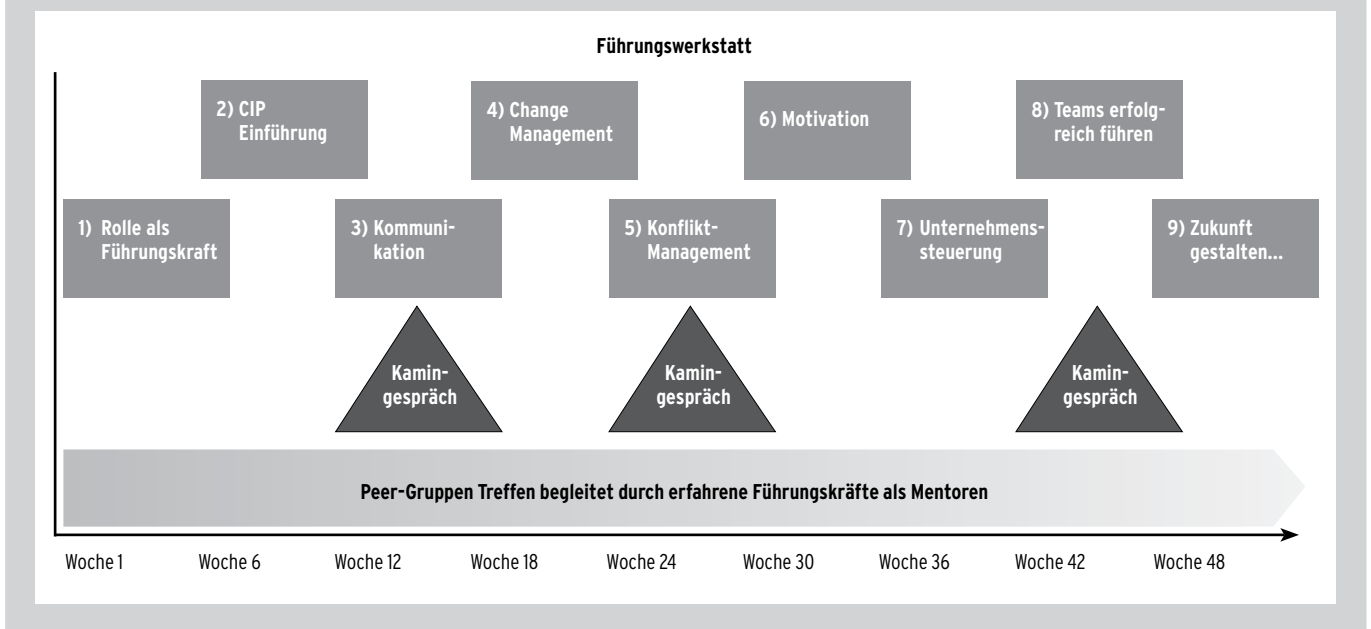 Führungswerkstatt
2) CIP
Einführung
4) Change
Management
6) Motivation
8) Teams erfolg-
reich führen
1) Rolle als
Führungskraft
3) Kommuni-
kation
5) Konflikt-
Management
7) Unternehmens-
steuerung
9) Zukunft
gestalten...
Kamin-
gespräch
Kamin-
gespräch
Kamin-
gespräch
Peer-Gruppen Treffen begleitet durch erfahrene Führungskräfte als Mentoren
Woche 1 Woche 6 Woche 12 Woche 18 Woche 24 Woche 30 Woche 36 Woche 42 Woche 48